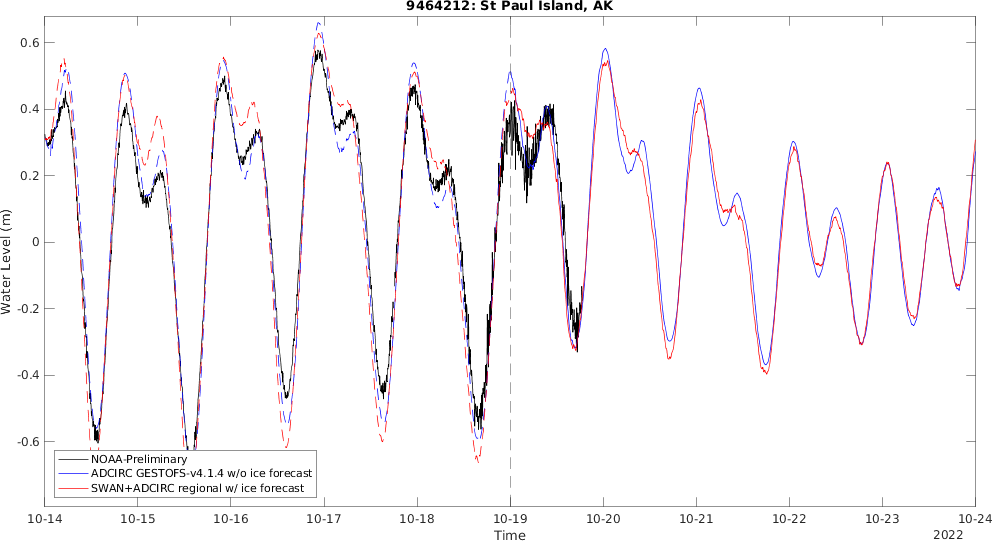 9464212: St Paul Island, AK
0.6
0.4
0.2
0
-0.2
-0.4
-0.6
Water Level (m)
NOAA-Preliminary
ADCIRC GESTOFS-v4.1.4 w/o ice forecast
SWAN+ADCIRC regional w/ ice forecast
10-14 10-15 10-16 10-17 10-18 10-19 10-20 10-21 10-22 10-23 10-24
Time
2022